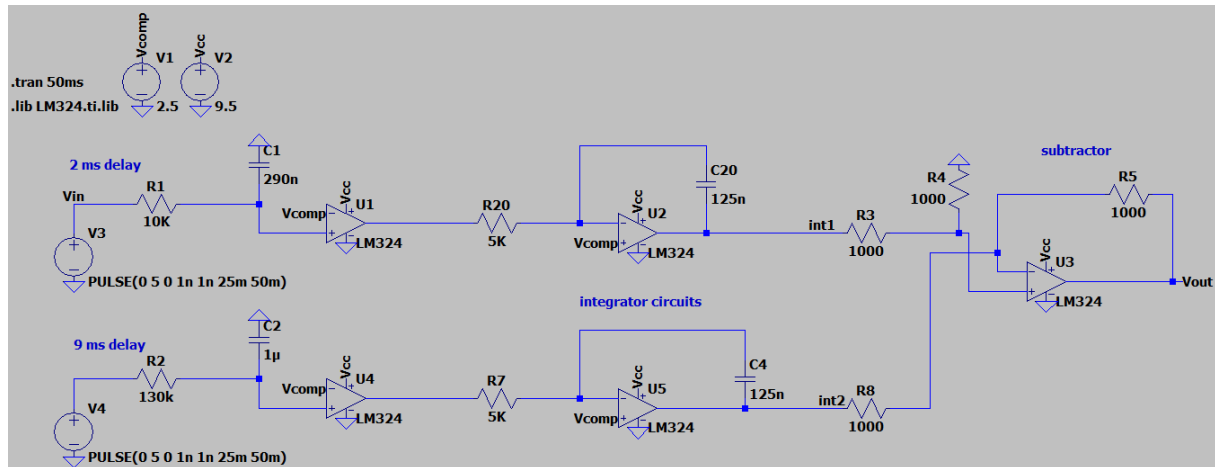 Vcomp
V1
2.5
Vcc
V2
9.5
.tran 50ms
.lib LM324.ti.lib
2 ms delay
Vin
R1
10K
C1
290n
V3
PULSE(0 5 0 1n 1n 25m 50m)
Vcomp
Vcc
U1
LM324
R20
5K
C20
125n
Vcc
U2
Vcomp
LM324
int1
R3
1000
R4
1000
subtractor
R5
1000
Vcc
U3
LM324
Vout
9 ms delay
R2
130k
C2
1µ
V4
PULSE(0 5 0 1n 1n 25m 50m)
Vcomp
Vcc
U4
LM324
R7
5K
integrator circuits
C4
125n
Vcc
U5
Vcomp
LM324
int2
R8
1000